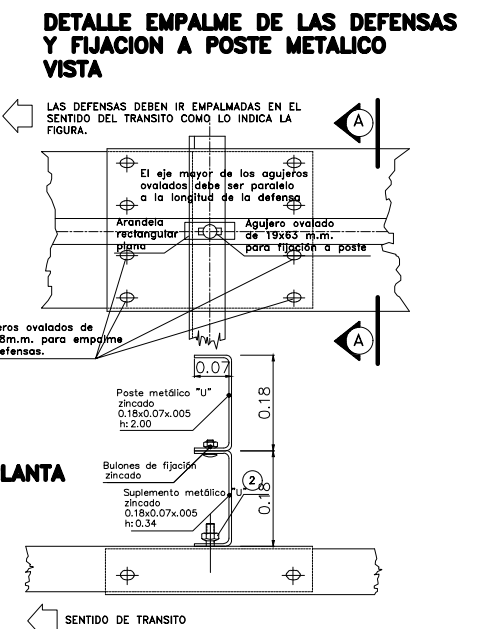 DETALLE EMPALME DE LAS DEFENSAS
Y FIJACION A POSTE METALICO
VISTA
LAS DEFENSAS DEBEN IR EMPALMADAS EN EL
SENTIDO DEL TRANSITO COMO LO INDICA LA
FIGURA.
A
El eje mayor de los agujeros
ovalados debe ser paralelo
a la longitud de la defensa
Arandela
rectangular
plana
Agujero ovalado
de 19x63 m.m.
para fijación a poste
eros ovalados de
8m.m. para empalme
efensas.
A
0.07
0.18
Poste metálico "U"
zincado
0.18x0.07x.005
h: 2.00
LANTA
Bulones de fijación
zincado
2
Suplemento metálico "U"
zincado
0.18x0.07x.005
h: 0.34
0.18
SENTIDO DE TRANSITO